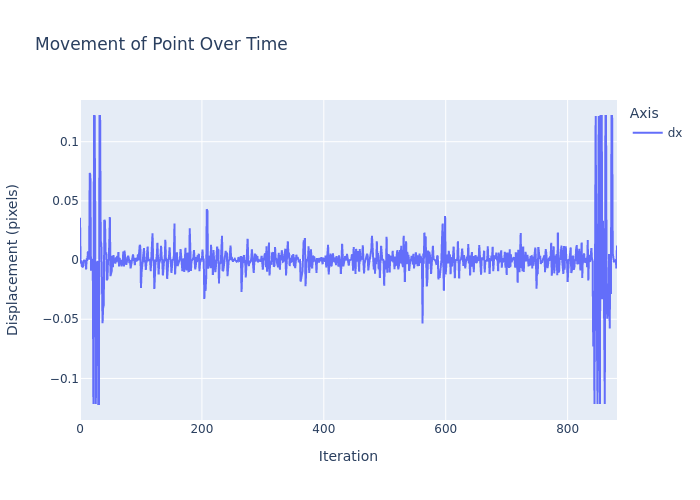 Movement of Point Over Time
Axis
dx
0.1
0.05
0
−0.05
−0.1
Displacement (pixels)
0
200
400
600
800
Iteration